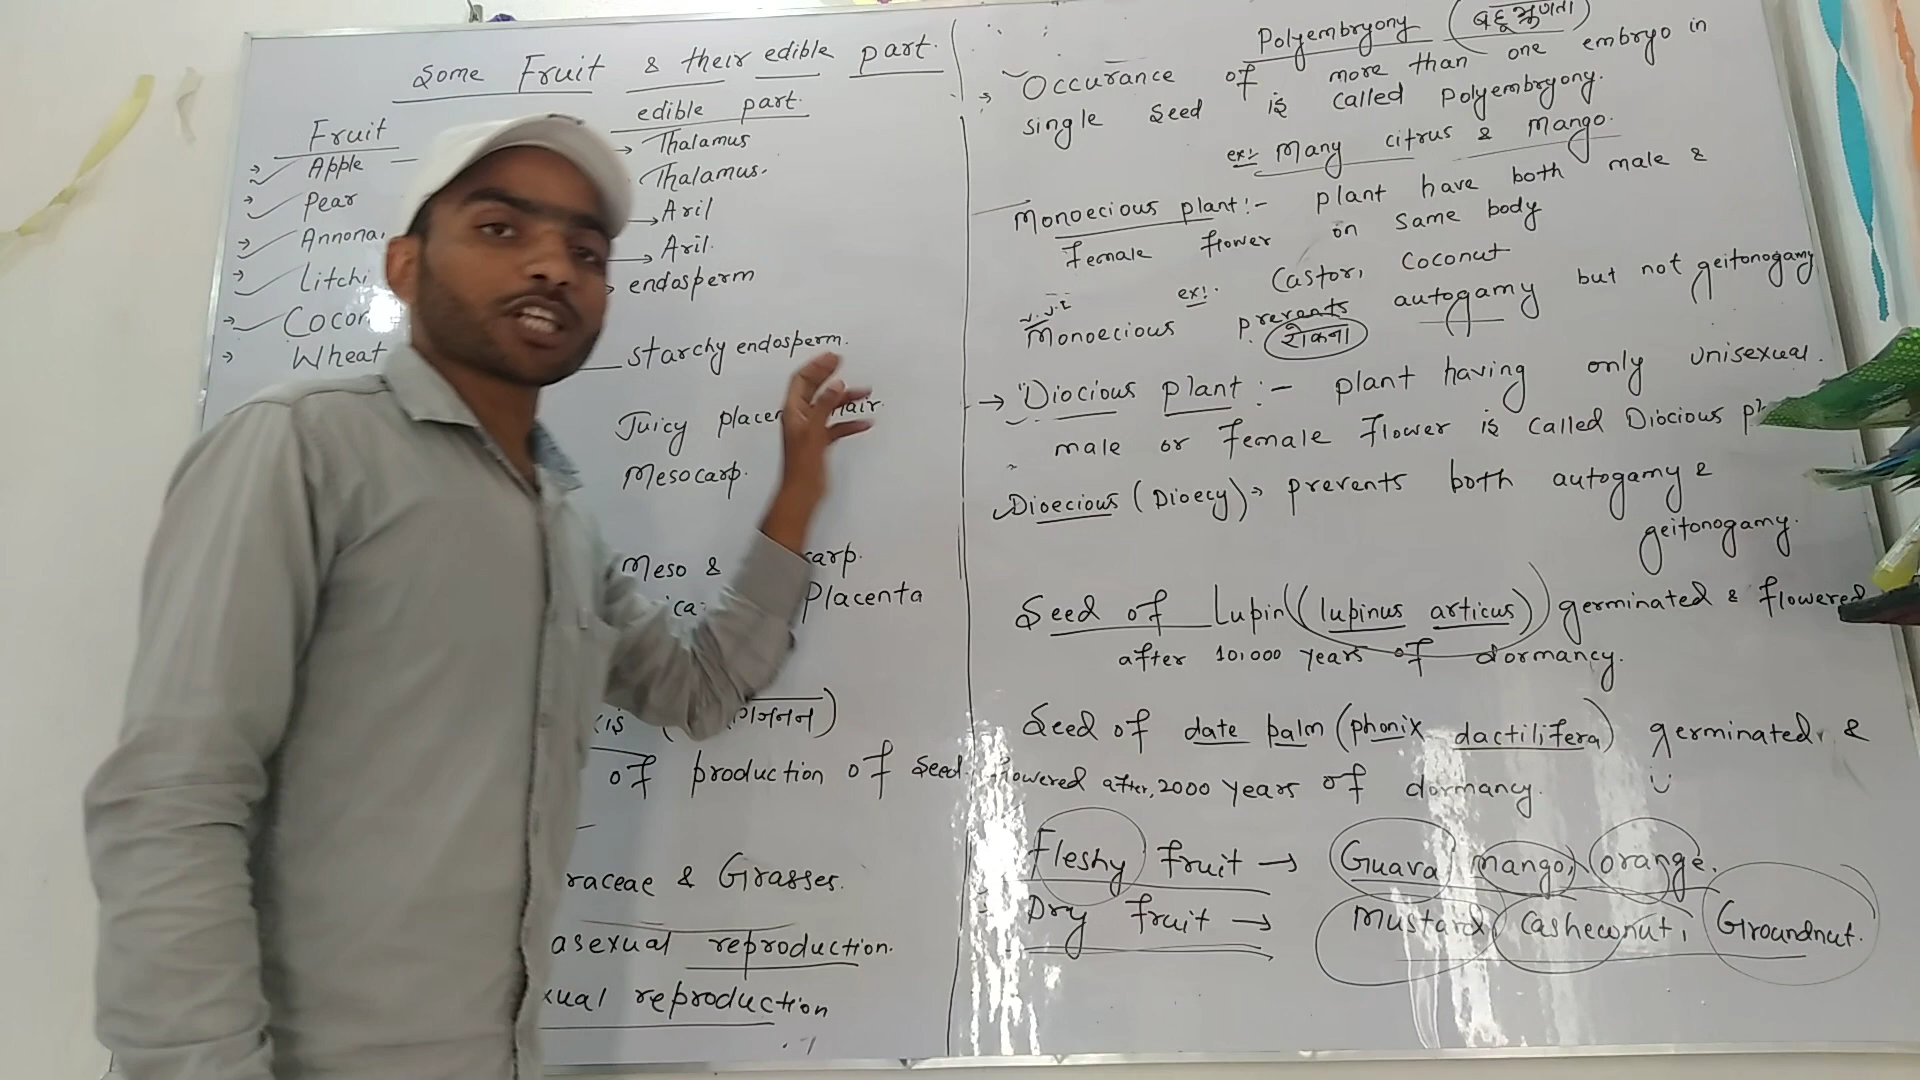 Some Fruit & their edible part.
Fruit
edible part.
Apple → Thalamus
Pear Thalamus.
Annona → Aril
Litchi → Aril.
endosperm
Wheat starchy endosperm.
Juicy hair.
Mesocarp.
Meso &
Placenta
of production of seed.
& Grasses.
asexual reproduction.
reproduction
Polyembryony (बहुभ्रूणता)
→ Occurance of more than one embryo in
single seed is called polyembryony.
ex:- Many citrus & Mango.
Monoecious plant:- plant have both male &
female flower on same body
ex:- Castor, Coconut
Monoecious prevents autogamy but not geitonogamy
रोकना
→ Diocious plant :- plant having only unisexual.
male or female flower is called Diocious
Dioecious (Dioecy) → prevents both autogamy &
geitonogamy.
Seed of Lupin (lupinus articus) germinated & flowered
after 10,000 years of dormancy.
Seed of date palm (phonix dactilifera) germinated &
flowered after 2000 years of dormancy.
Fleshy fruit → Guava, mango, orange.
Dry fruit → Mustard, Cashewnut, Groundnut.